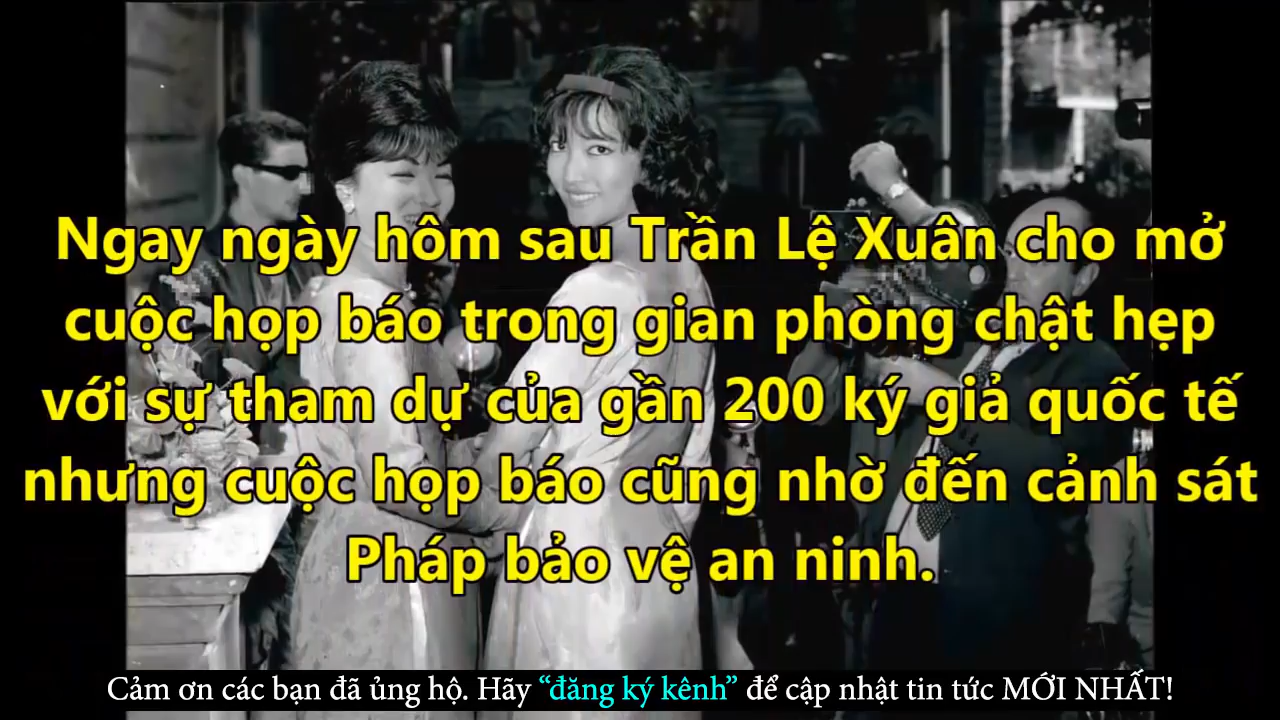 Ngay ngày hôm sau Trần Lệ Xuân cho mở
cuộc họp báo trong gian phòng chật hẹp
với sự tham dự của gần 200 ký giả quốc tế
nhưng cuộc họp báo cũng nhờ đến cảnh sát
Pháp bảo vệ an ninh.
Cảm ơn các bạn đã ủng hộ. Hãy “đăng ký kênh” để cập nhật tin tức MỚI NHẤT!